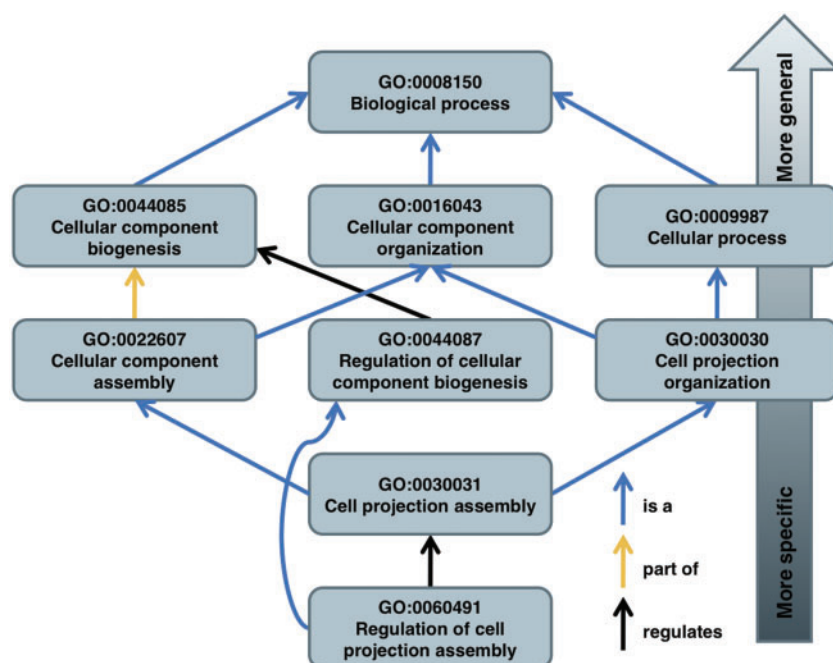 GO:0008150
Biological process
GO:0044085
Cellular component
biogenesis
GO:0016043
Cellular component
organization
GO:0009987
Cellular process
GO:0022607
Cellular component
assembly
GO:0044087
Regulation of cellular
component biogenesis
GO:0030030
Cell projection
organization
GO:0030031
Cell projection assembly
GO:0060491
Regulation of cell
projection assembly
is a
part of
regulates
More general
More specific